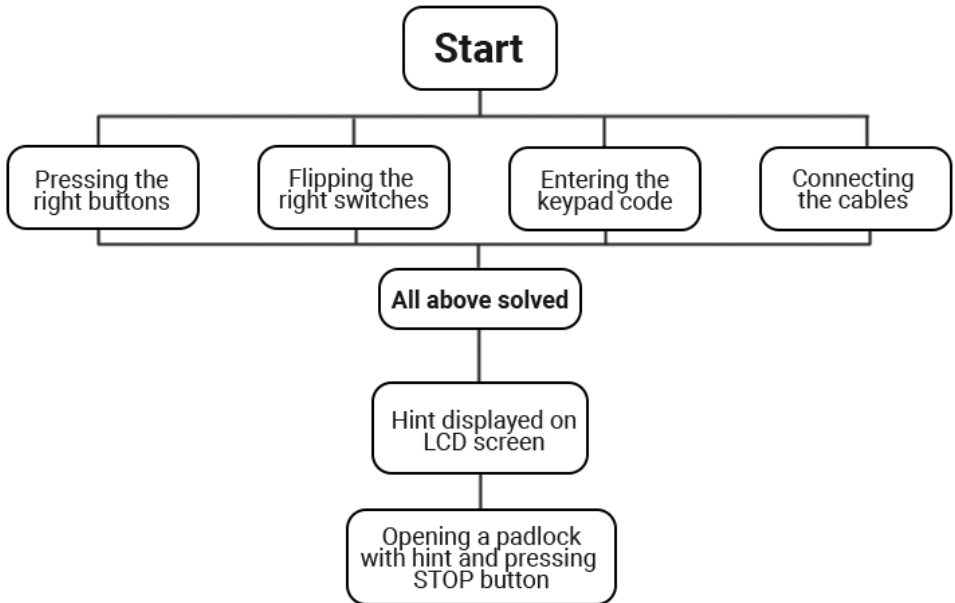 Start
Pressing the
right buttons
Flipping the
right switches
Entering the
keypad code
Connecting
the cables
All above solved
Hint displayed on
LCD screen
Opening a padlock
with hint and pressing
STOP button